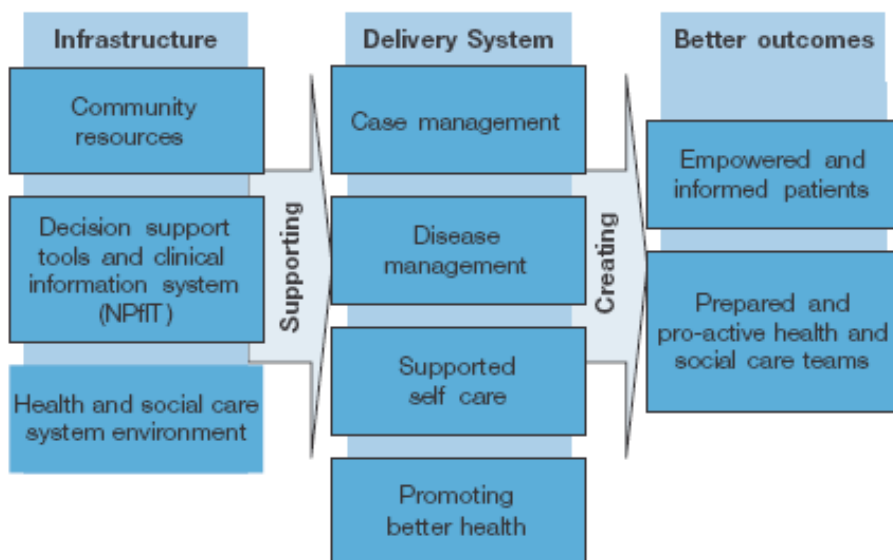 Infrastructure
Community
resources
Decision support
tools and clinical
information system
(NPfIT)
Health and social care
system environment
Supporting
Delivery System
Case management
Disease
management
Supported
self care
Promoting
better health
Creating
Better outcomes
Empowered and
informed patients
Prepared and
pro-active health and
social care teams